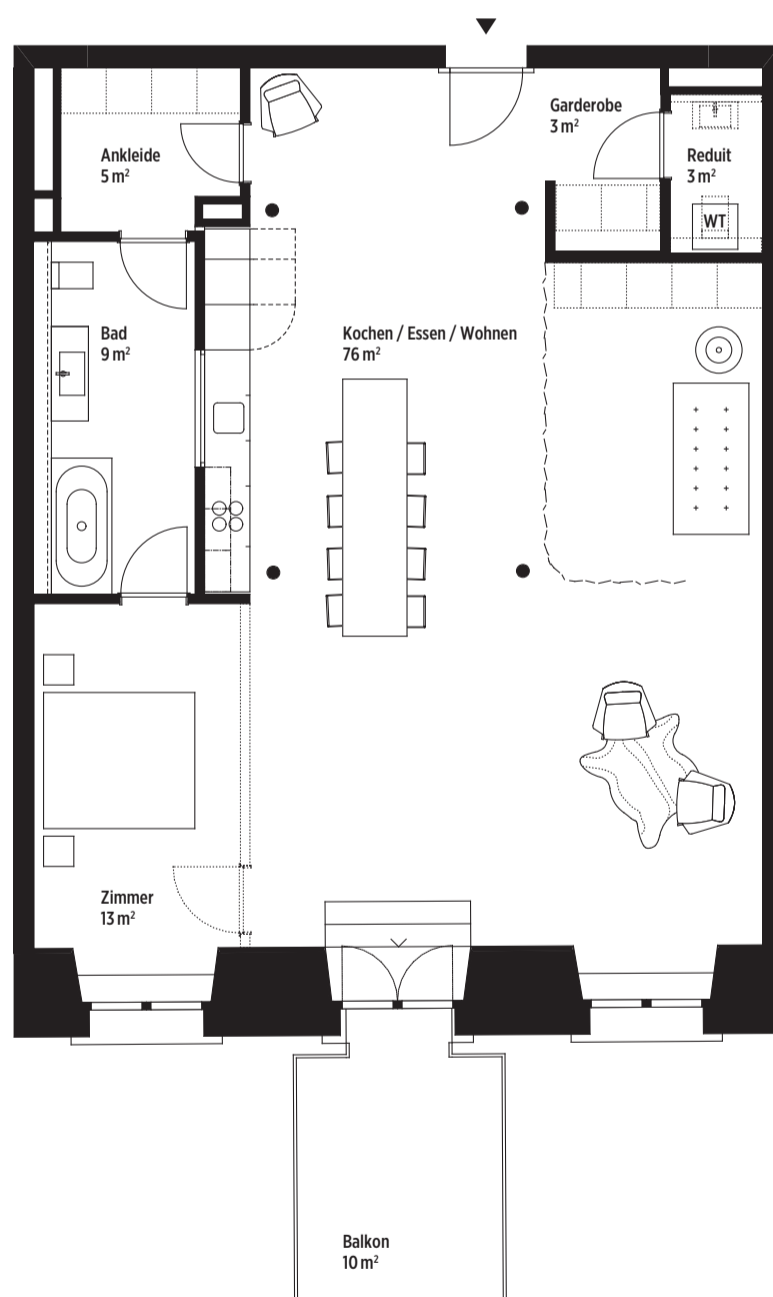 Garderobe
3 m²
Ankleide
5 m²
Reduit
3 m²
WT
Bad
9 m²
Kochen / Essen / Wohnen
76 m²
Zimmer
13 m²
Balkon
10 m²